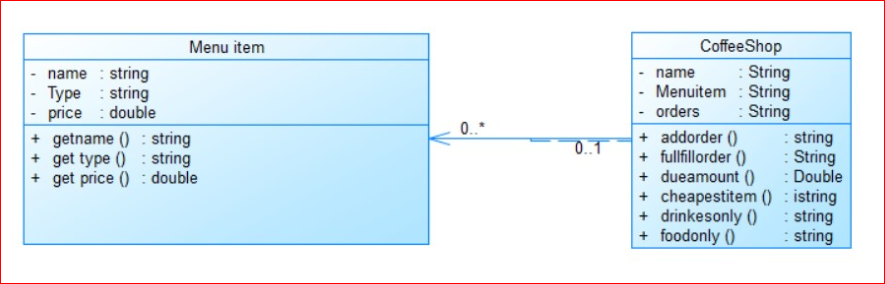 Menu item
- name : string
- Type : string
- price : double
+ getname () : string
+ get type () : string
+ get price () : double
0..*
0..1
CoffeeShop
- name : String
- Menuitem : String
- orders : String
+ addorder () : string
+ fullfillorder () : String
+ dueamount () : Double
+ cheapestitem () : istring
+ drinkesonly () : string
+ foodonly () : string